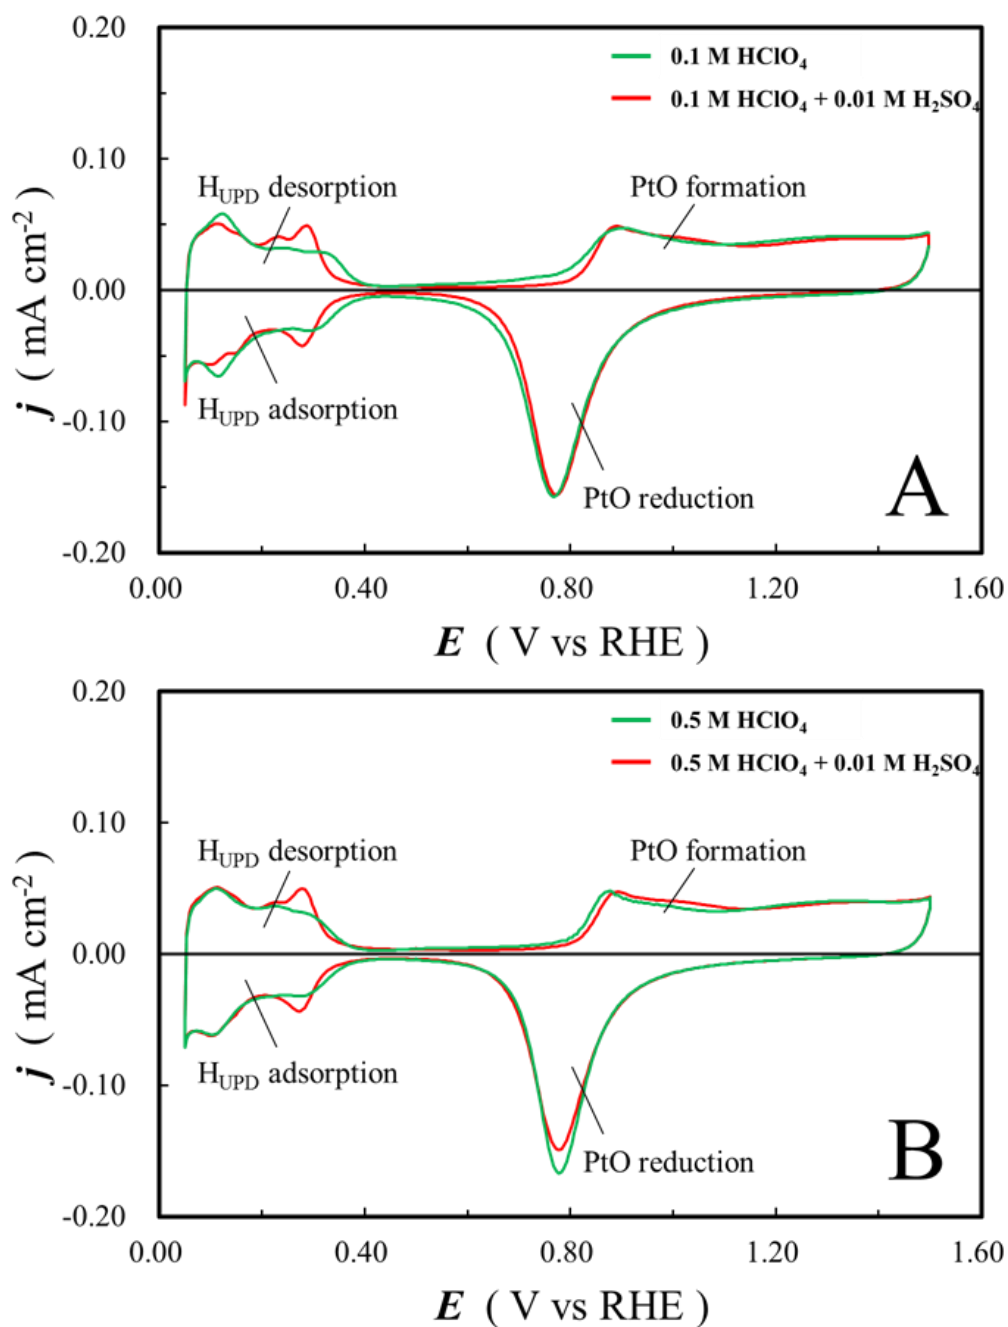 0.20
0.1 M HClO₄
0.1 M HClO₄ + 0.01 M H₂SO₄
0.10
H_UPD desorption
PtO formation
0.00
j ( mA cm⁻² )
-0.10
H_UPD adsorption
PtO reduction
A
-0.20
0.00 0.40 0.80 1.20 1.60
E ( V vs RHE )
0.20
0.5 M HClO₄
0.5 M HClO₄ + 0.01 M H₂SO₄
0.10
H_UPD desorption
PtO formation
0.00
j ( mA cm⁻² )
-0.10
H_UPD adsorption
PtO reduction
B
-0.20
0.00 0.40 0.80 1.20 1.60
E ( V vs RHE )